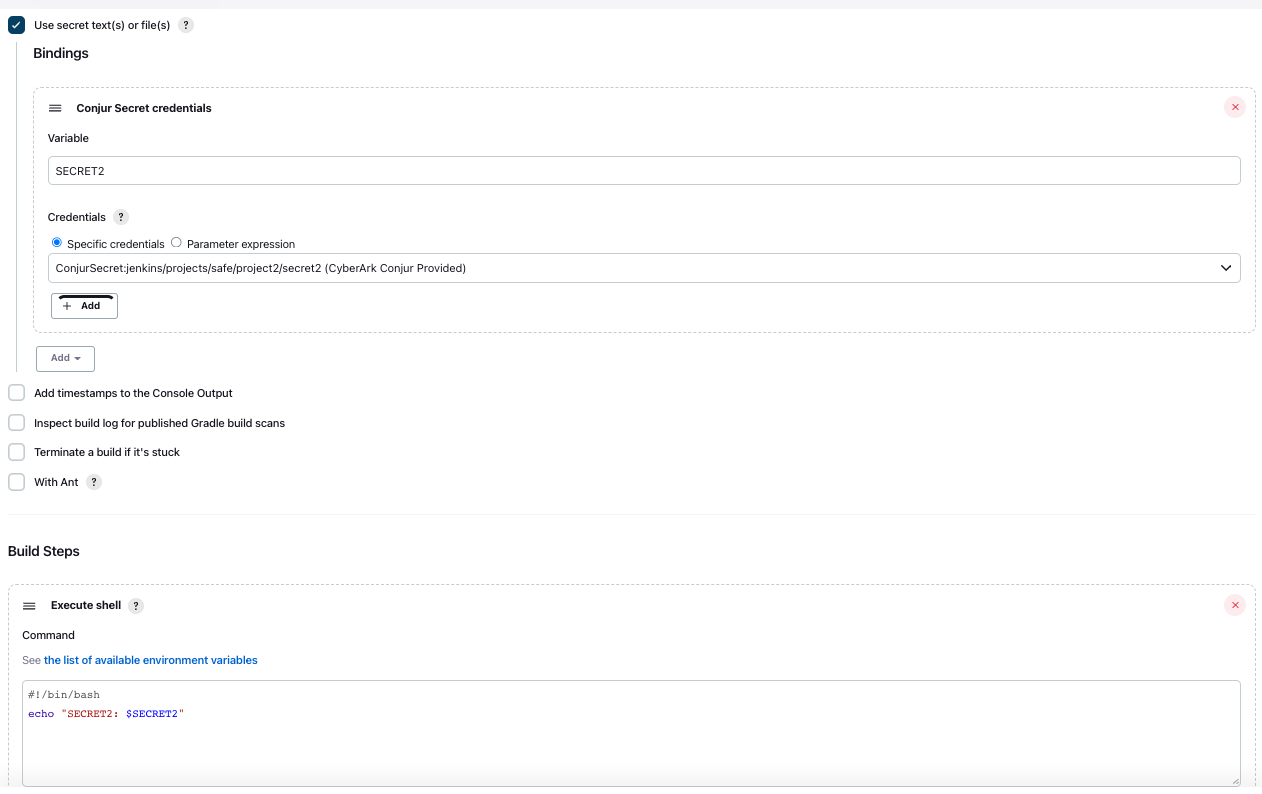 Use secret text(s) or file(s) ?
Bindings
Conjur Secret credentials
Variable
SECRET2
Credentials ?
Specific credentials Parameter expression
ConjurSecret:jenkins/projects/safe/project2/secret2 (CyberArk Conjur Provided)
+ Add
Add
Add timestamps to the Console Output
Inspect build log for published Gradle build scans
Terminate a build if it's stuck
With Ant ?
Build Steps
Execute shell ?
Command
See the list of available environment variables
#!/bin/bash
echo "SECRET2: $SECRET2"